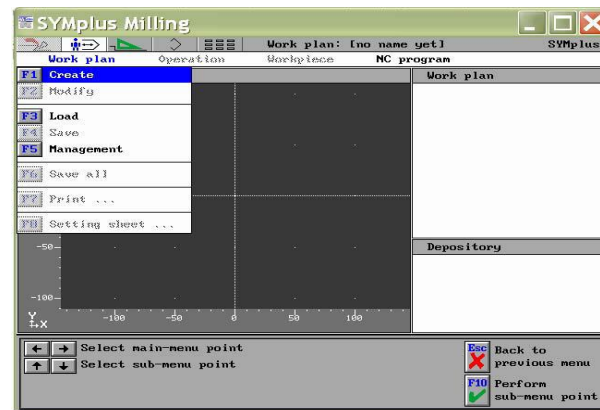 SYMplus Milling
Work plan: [no name yet] SYMplus
Work plan Operation Workpiece NC program
F1 Create
F2 Modify
F3 Load
F4 Save
F5 Management
F6 Save all
F7 Print ...
F8 Setting sheet ...
Work plan
-50
Depository
-100
Y
X
-100 -50 0 50 100
← → Select main-menu point
↑ ↓ Select sub-menu point
Esc Back to
previous menu
F10 Perform
sub-menu point